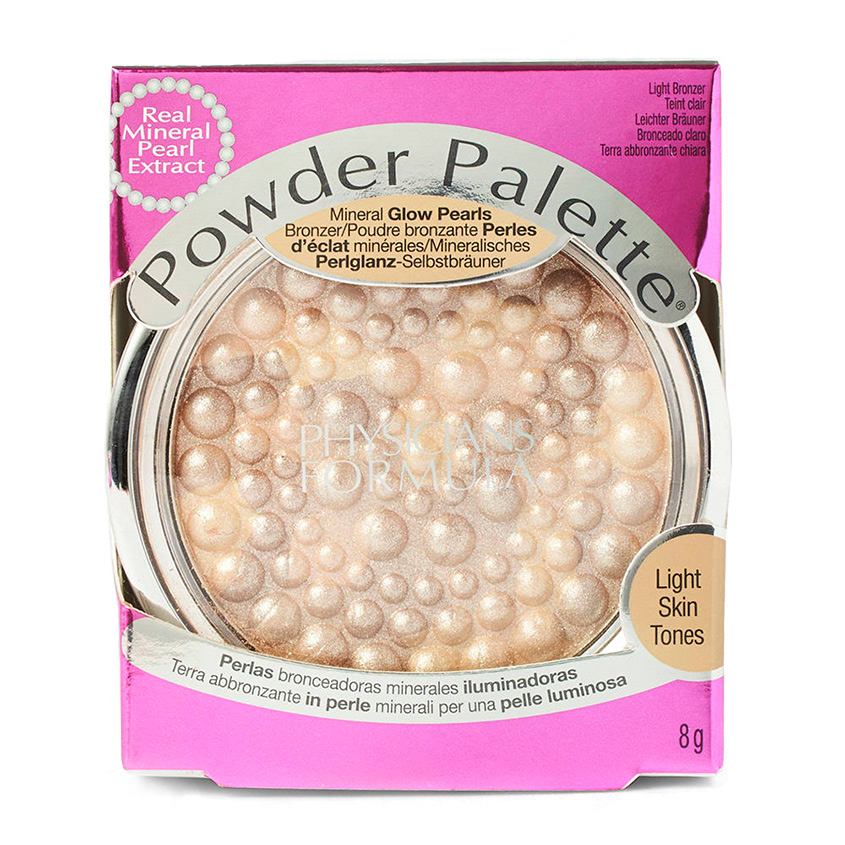 Real
Mineral
Pearl
Extract
Light Bronzer
Teint clair
Leichter Bräuner
Bronceado claro
Terra abbronzante chiara
Powder Palette®
Mineral Glow Pearls
Bronzer/Poudre bronzante Perles
d'éclat minérales/Mineralisches
Perlglanz-Selbstbräuner
PHYSICIANS
FORMULA
Light
Skin
Tones
Perlas bronceadoras minerales iluminadoras
Terra abbronzante in perle minerali per una pelle luminosa
8 g